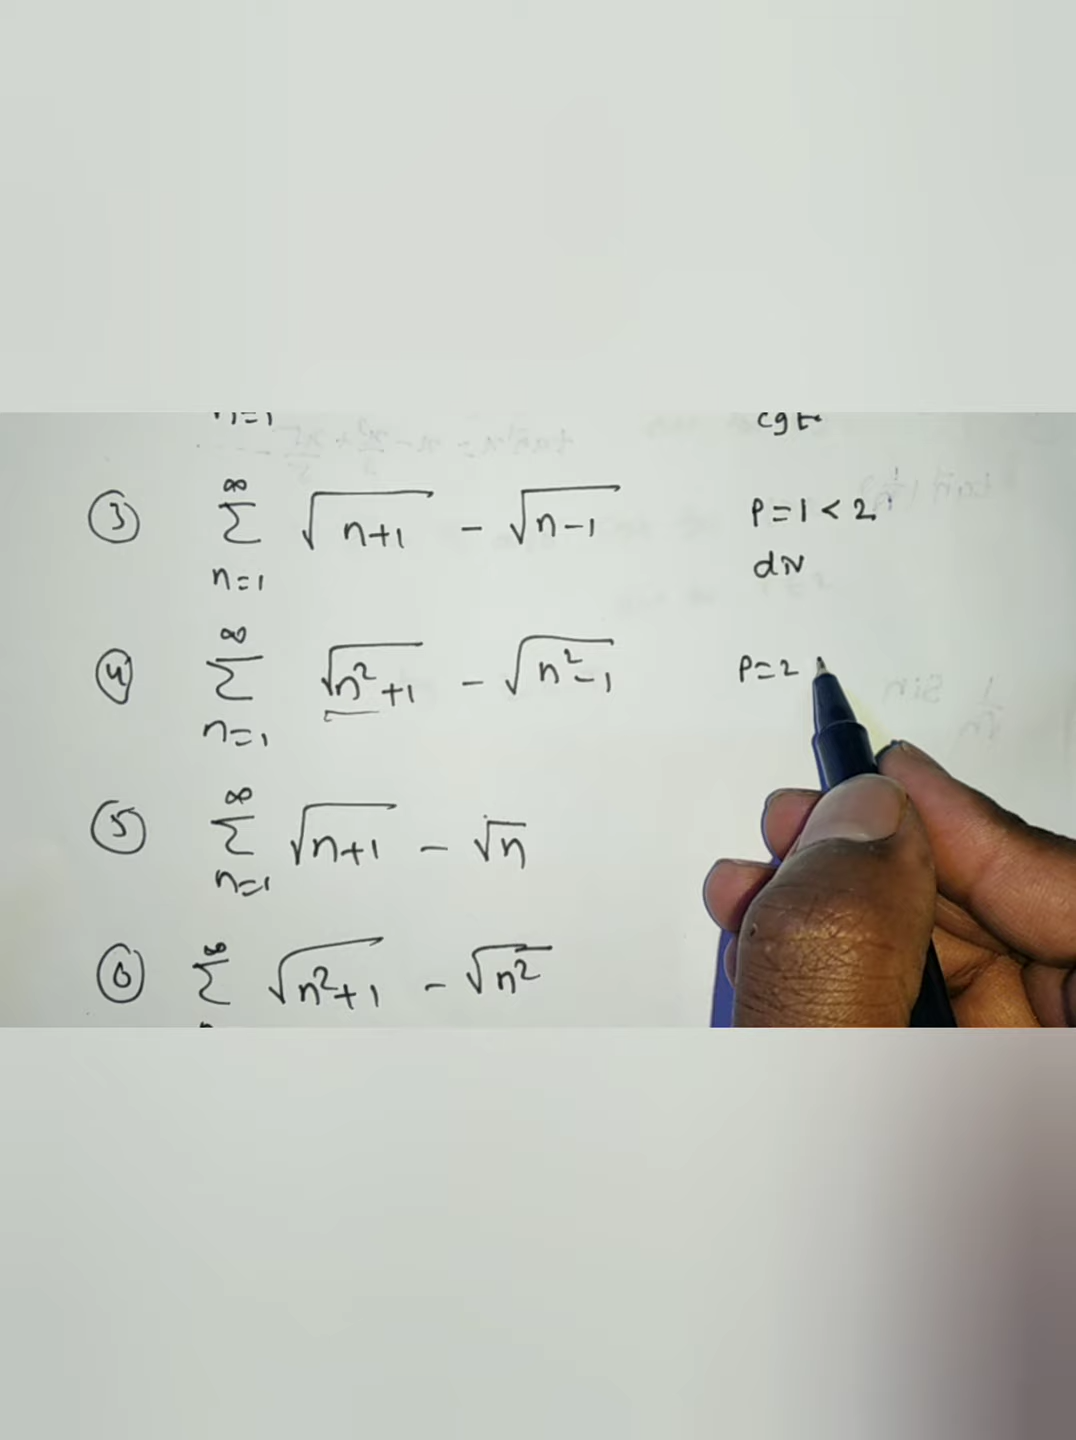 n=1 cgt
③ ∞ ∑ n=1 √(n+1) - √(n-1) P=1<2
dN
④ ∞ ∑ n=1 √(n²+1) - √(n²-1) P=2
⑤ ∞ ∑ n=1 √(n+1) - √n
⑥ ∞ ∑ √(n²+1) - √n²